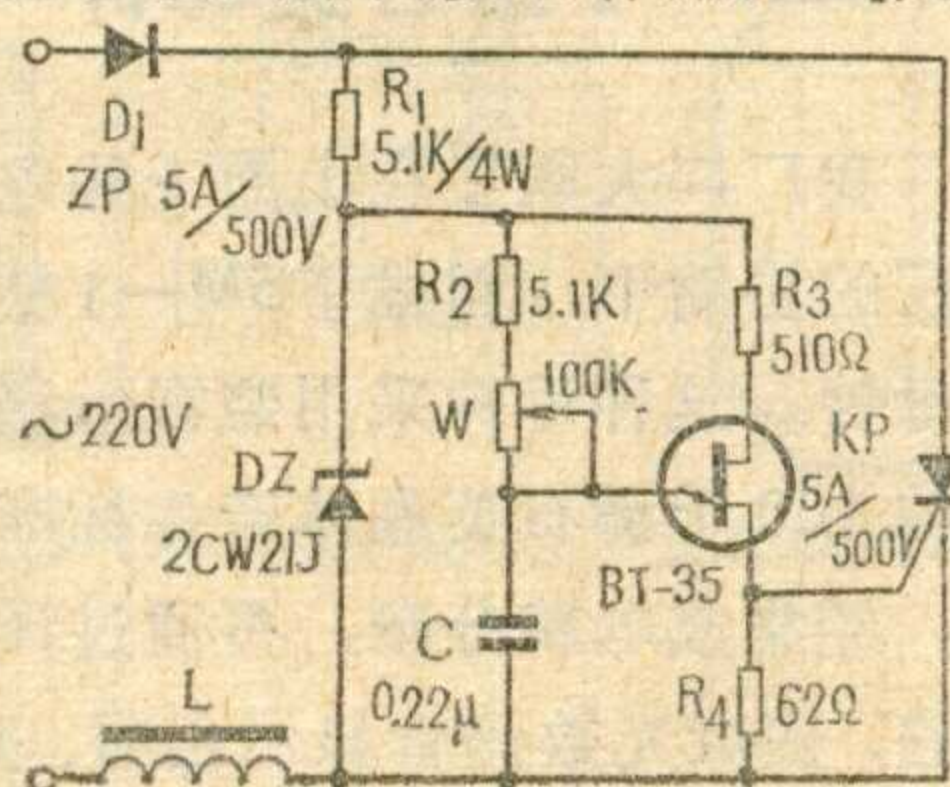 D1
ZP 5A/500V
R1
5.1K/4W
R2
5.1K
R3
510Ω
W
100K
~220V
DZ
2CW21J
KP
5A/500V
BT-35
C
0.22μ
L
R4
62Ω